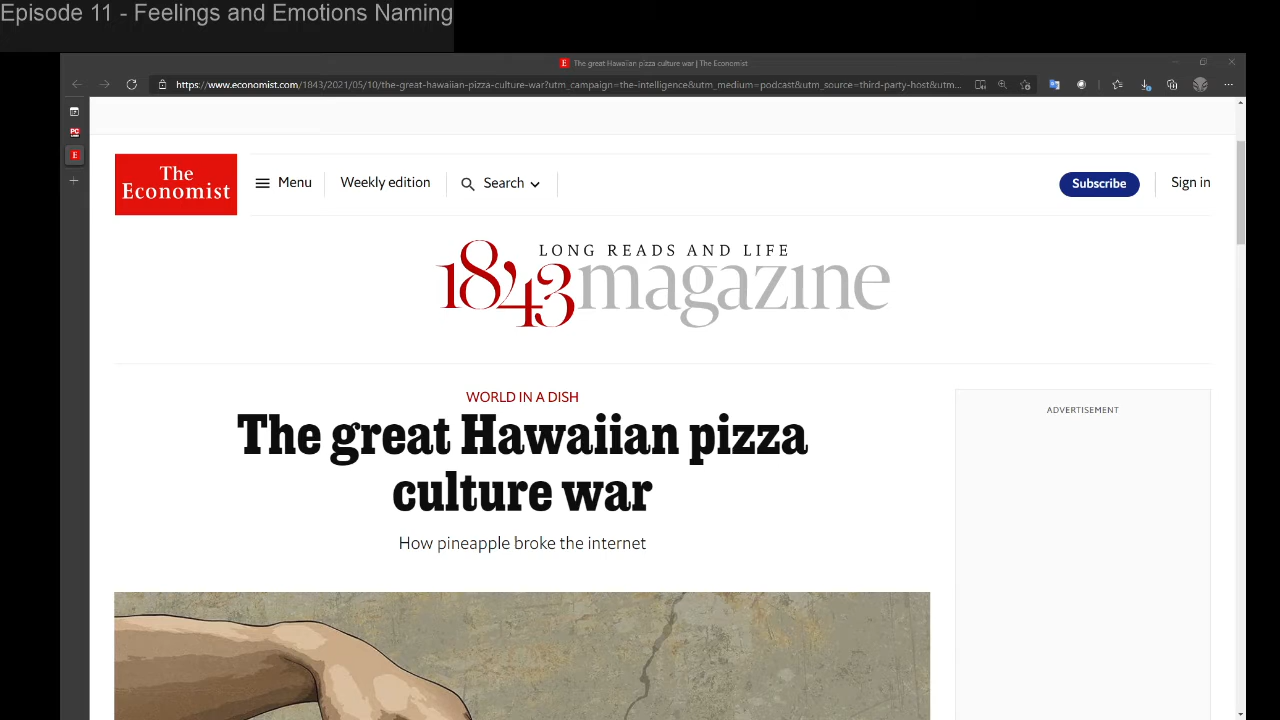 Episode 11 - Feelings and Emotions Naming
The great Hawaiian pizza culture war | The Economist
https://www.economist.com/1843/2021/05/10/the-great-hawaiian-pizza-culture-war?utm_campaign=the-intelligence&utm_medium=podcast&utm_source=third-party-host&utm...
The
Economist
Menu
Weekly edition
Search
Subscribe
Sign in
LONG READS AND LIFE
1843magazine
WORLD IN A DISH
The great Hawaiian pizza
culture war
How pineapple broke the internet
ADVERTISEMENT